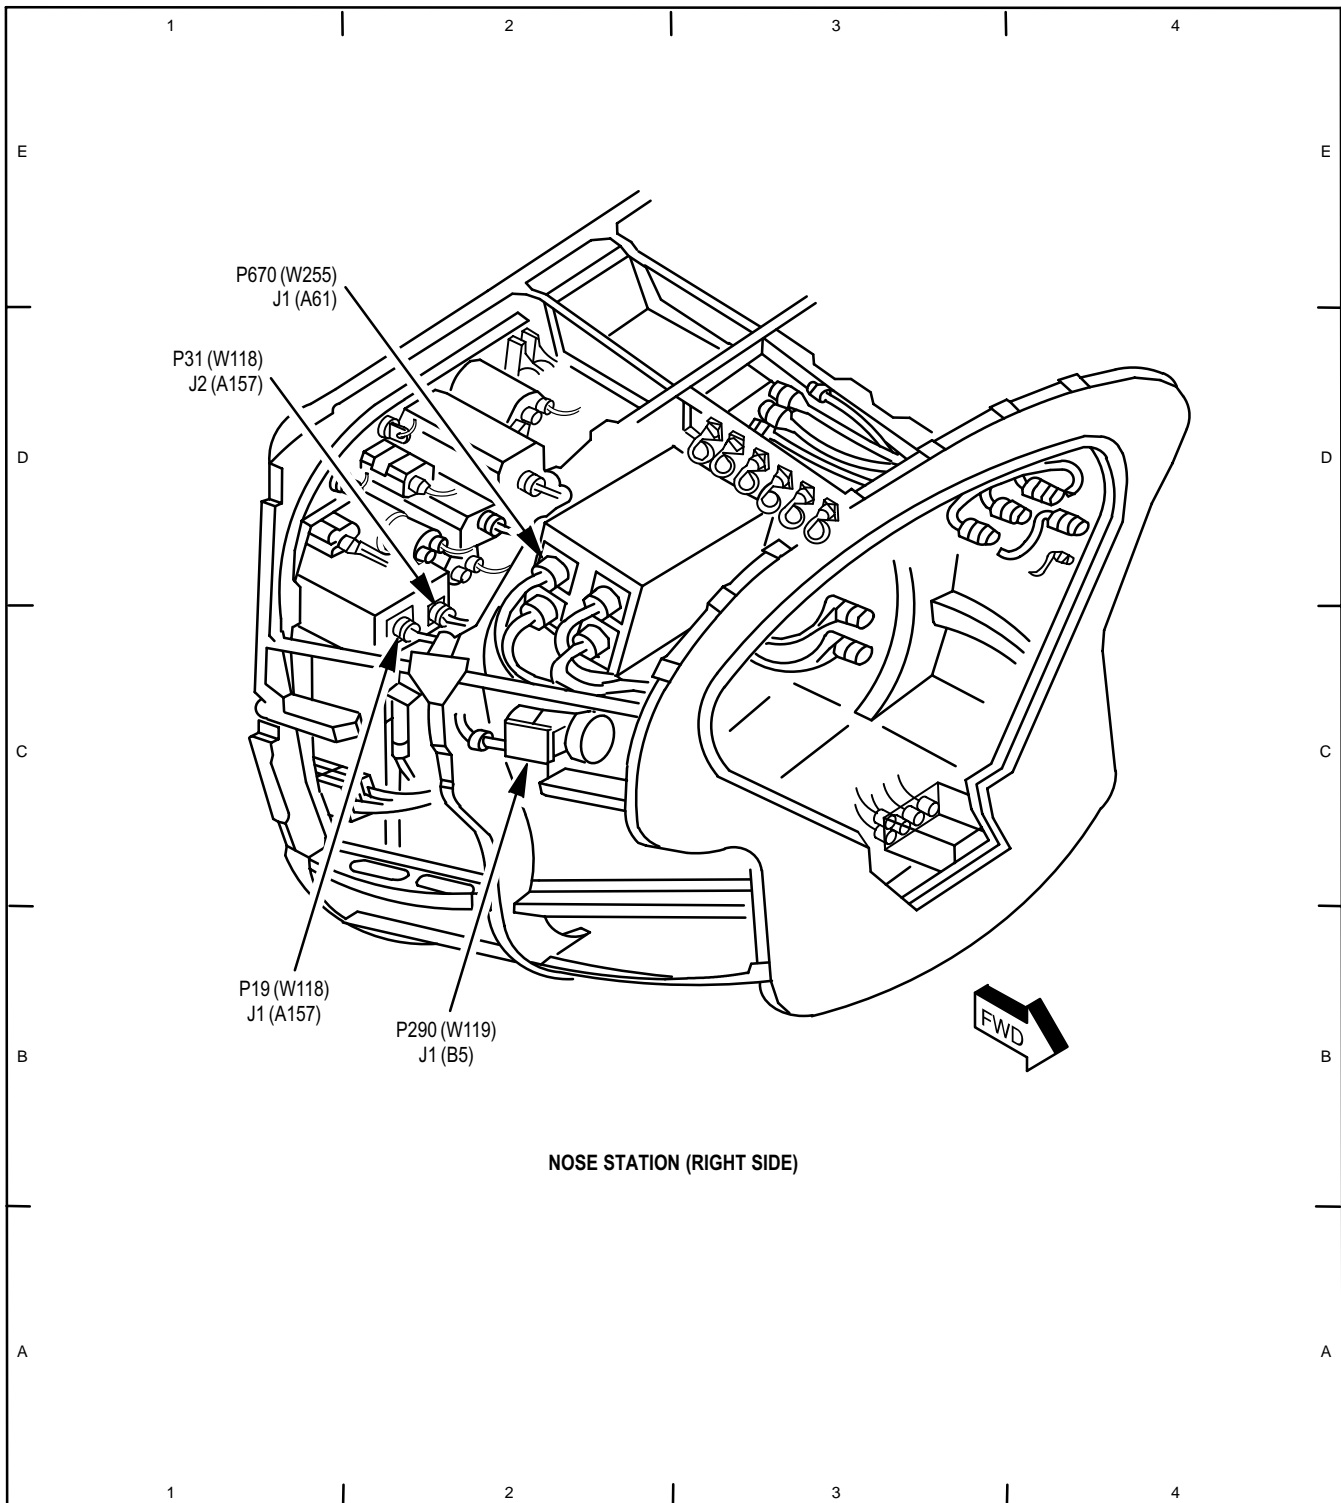 1 2 3 4
E E
P670 (W255)
J1 (A61)
P31 (W118)
J2 (A157)
D D
C C
P19 (W118)
J1 (A157)
P290 (W119)
J1 (B5)
FWD
B B
NOSE STATION (RIGHT SIDE)
A A
1 2 3 4